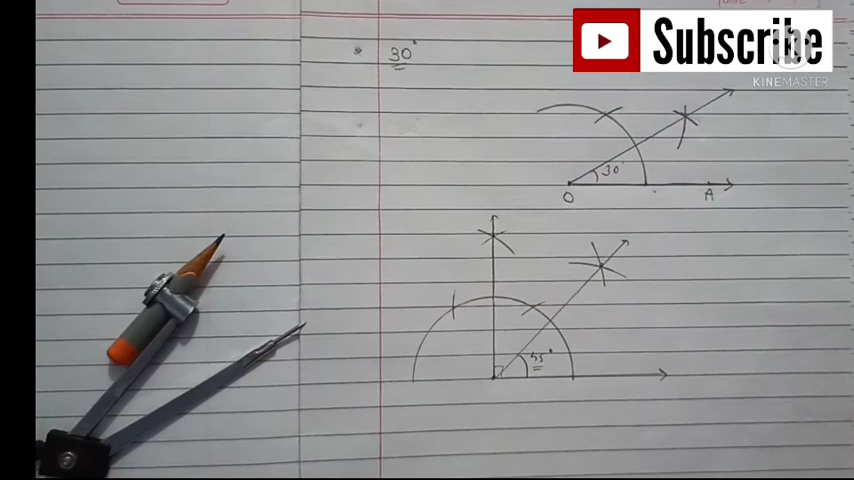 Subscribe
KINEMASTER
* 30°
30°
O
A
45°